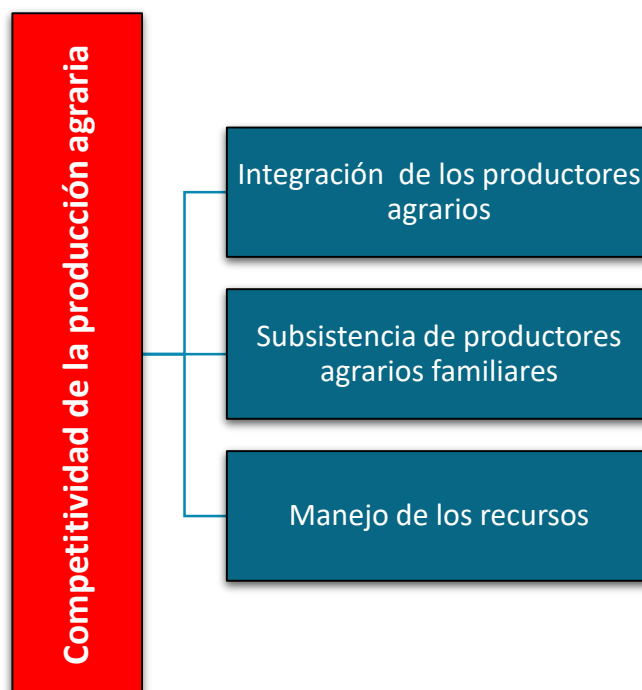 Competitividad de la producción agraria
Integración de los productores
agrarios
Subsistencia de productores
agrarios familiares
Manejo de los recursos